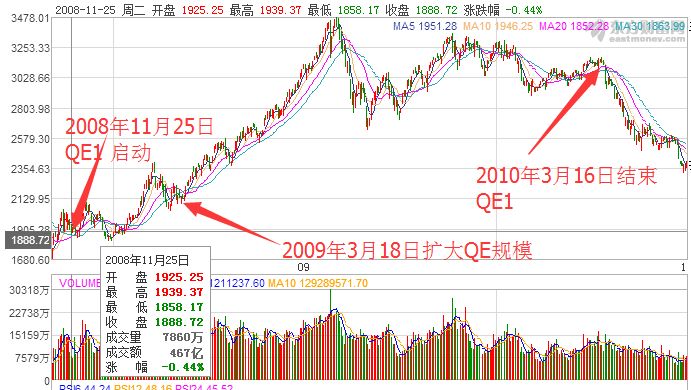 2008-11-25 周二 开盘 1925.25 最高 1939.37 最低 1858.17 收盘 1888.72 涨跌幅 -0.44%
3478.01
MA5 1951.28 MA10 1946.25 MA20 1852.28 MA30 1863.99
东方财富网
eastmoney.com
3253.33
3028.66
2803.98
2579.30
2354.63
2129.95
1905.28
1888.72
1680.60
2008年11月25日
QE1 启动
2010年3月16日结束
QE1
2009年3月18日扩大QE规模
09
1
2008年11月25日
开 盘 1925.25
最 高 1939.37
最 低 1858.17
收 盘 1888.72
成交量 7860万
成交额 467亿
涨 幅 -0.44%
VOLUME
1211237.60 MA10 129289571.70
30318万
22738万
15159万
7579万
0万
RSI6 44.24 RSI12 48.16 RSI24 45.52